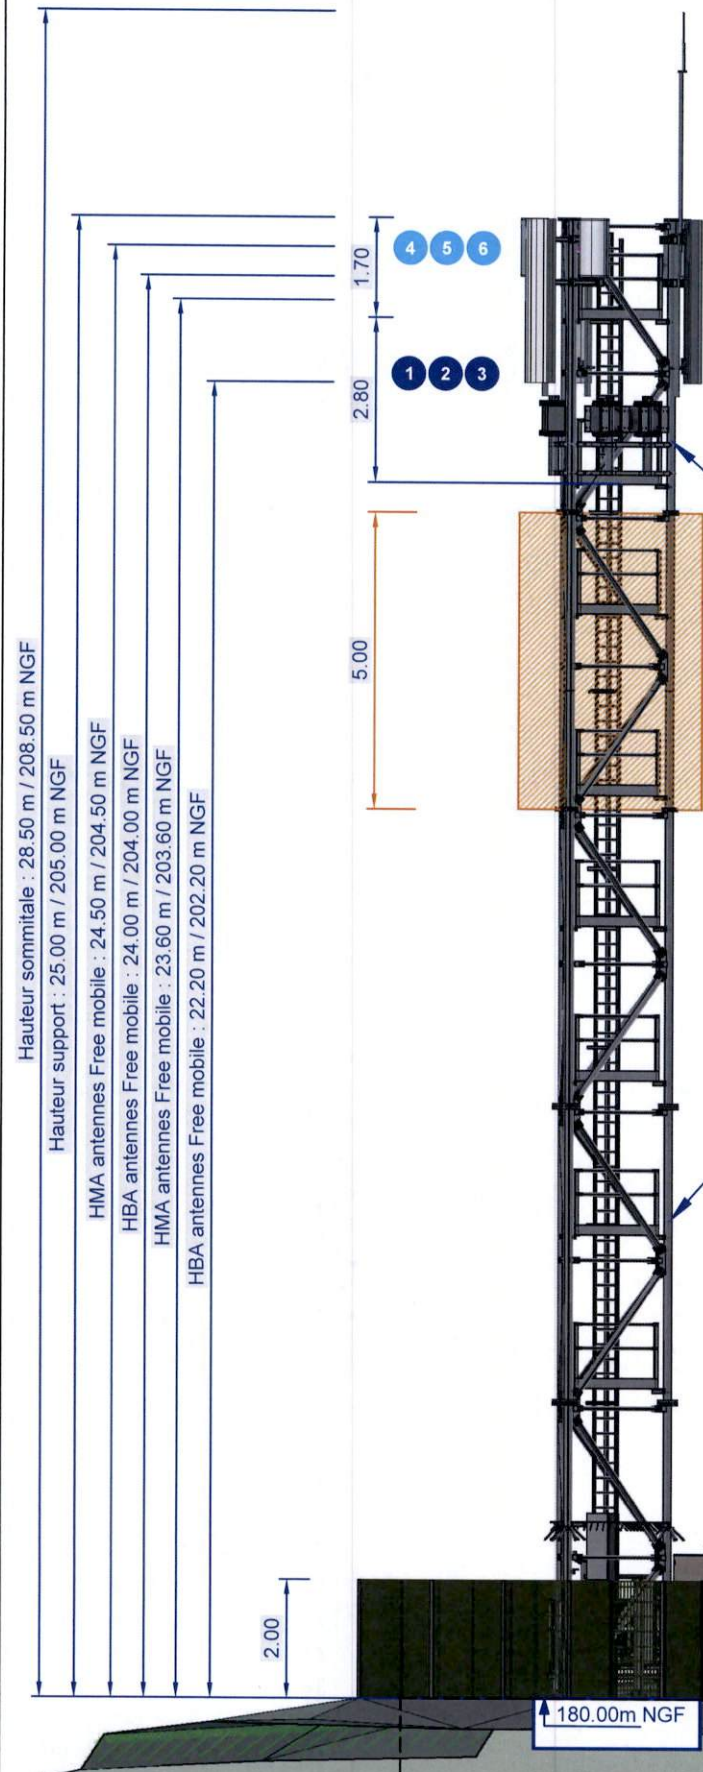 Hauteur sommitale : 28.50 m / 208.50 m NGF
Hauteur support : 25.00 m / 205.00 m NGF
HMA antennes Free mobile : 24.50 m / 204.50 m NGF
HBA antennes Free mobile : 24.00 m / 204.00 m NGF
HMA antennes Free mobile : 23.60 m / 203.60 m NGF
HBA antennes Free mobile : 22.20 m / 202.20 m NGF
1.70
4 5 6
2.80
1 2 3
5.00
2.00
180.00m NGF